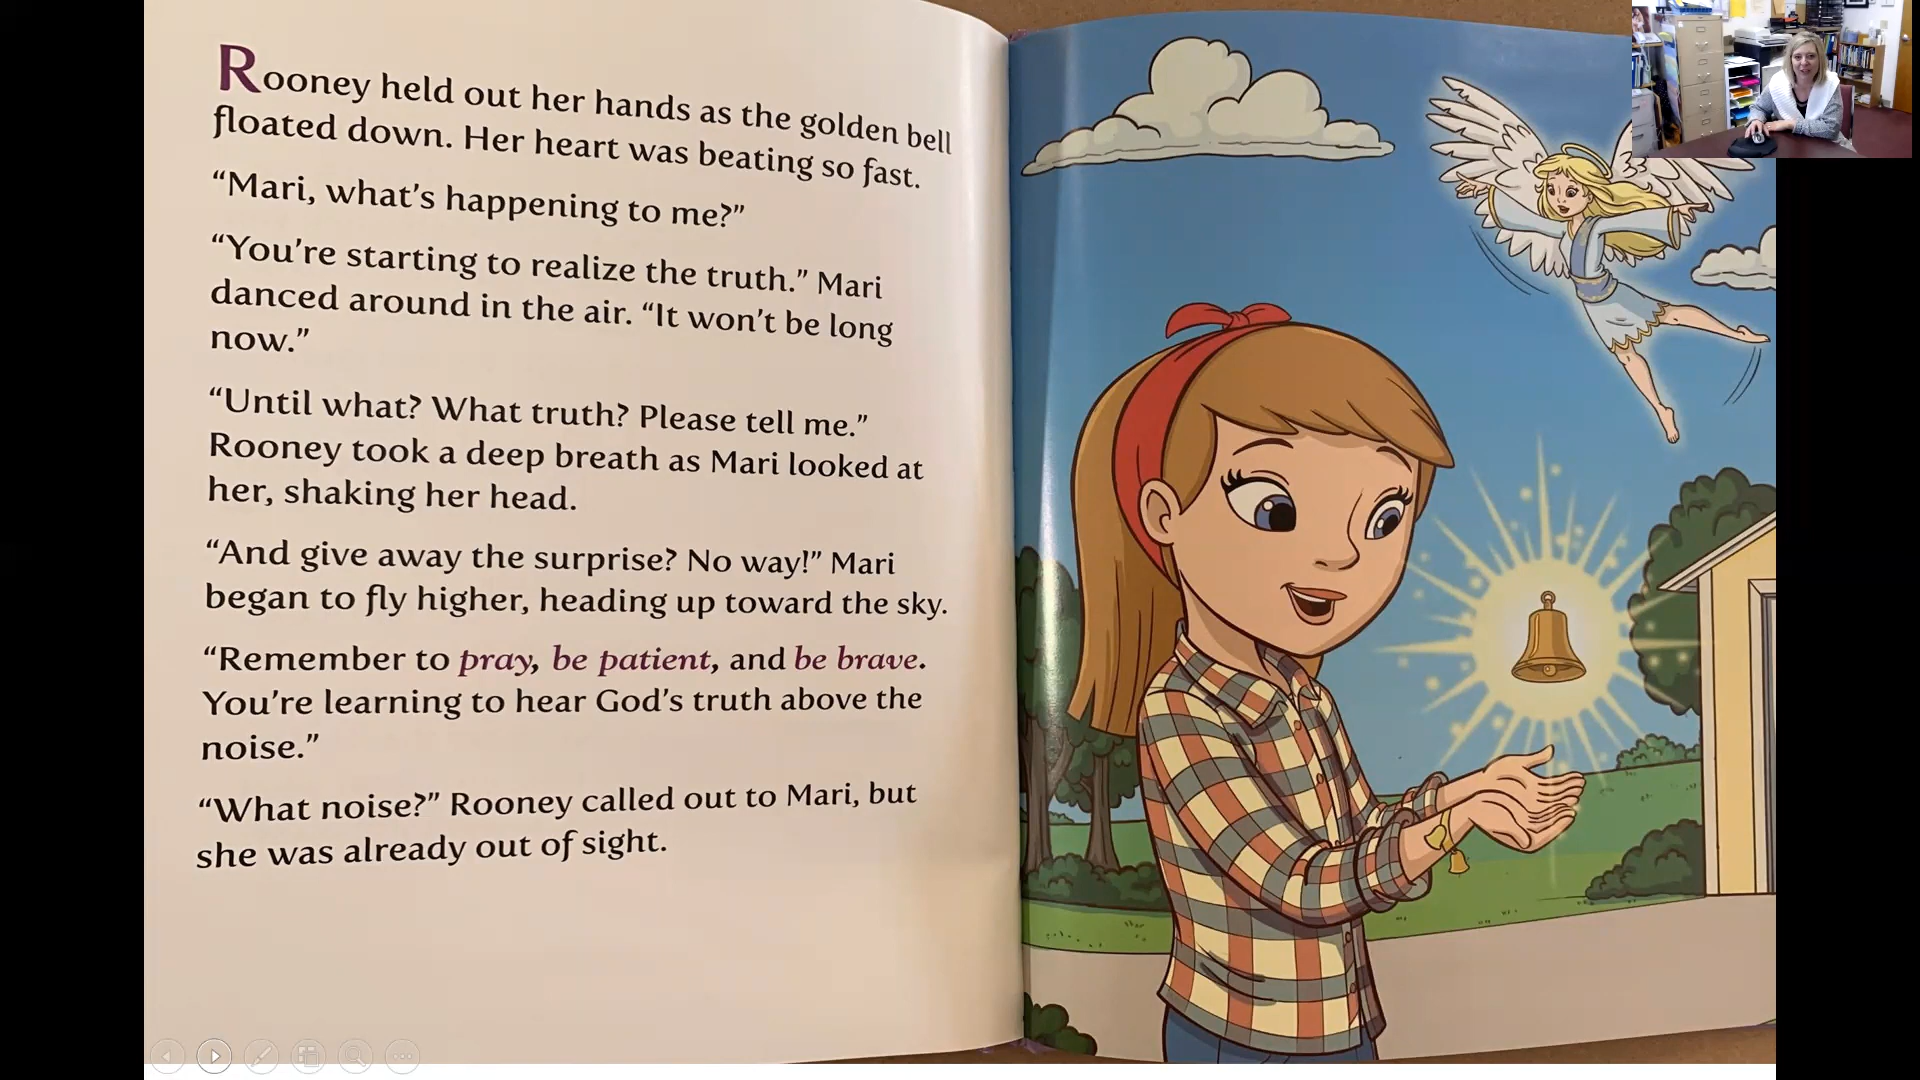 Rooney held out her hands as the golden bell
floated down. Her heart was beating so fast.
“Mari, what’s happening to me?”
“You’re starting to realize the truth.” Mari
danced around in the air. “It won’t be long
now.”
“Until what? What truth? Please tell me.”
Rooney took a deep breath as Mari looked at
her, shaking her head.
“And give away the surprise? No way!” Mari
began to fly higher, heading up toward the sky.
“Remember to pray, be patient, and be brave.
You’re learning to hear God’s truth above the
noise.”
“What noise?” Rooney called out to Mari, but
she was already out of sight.